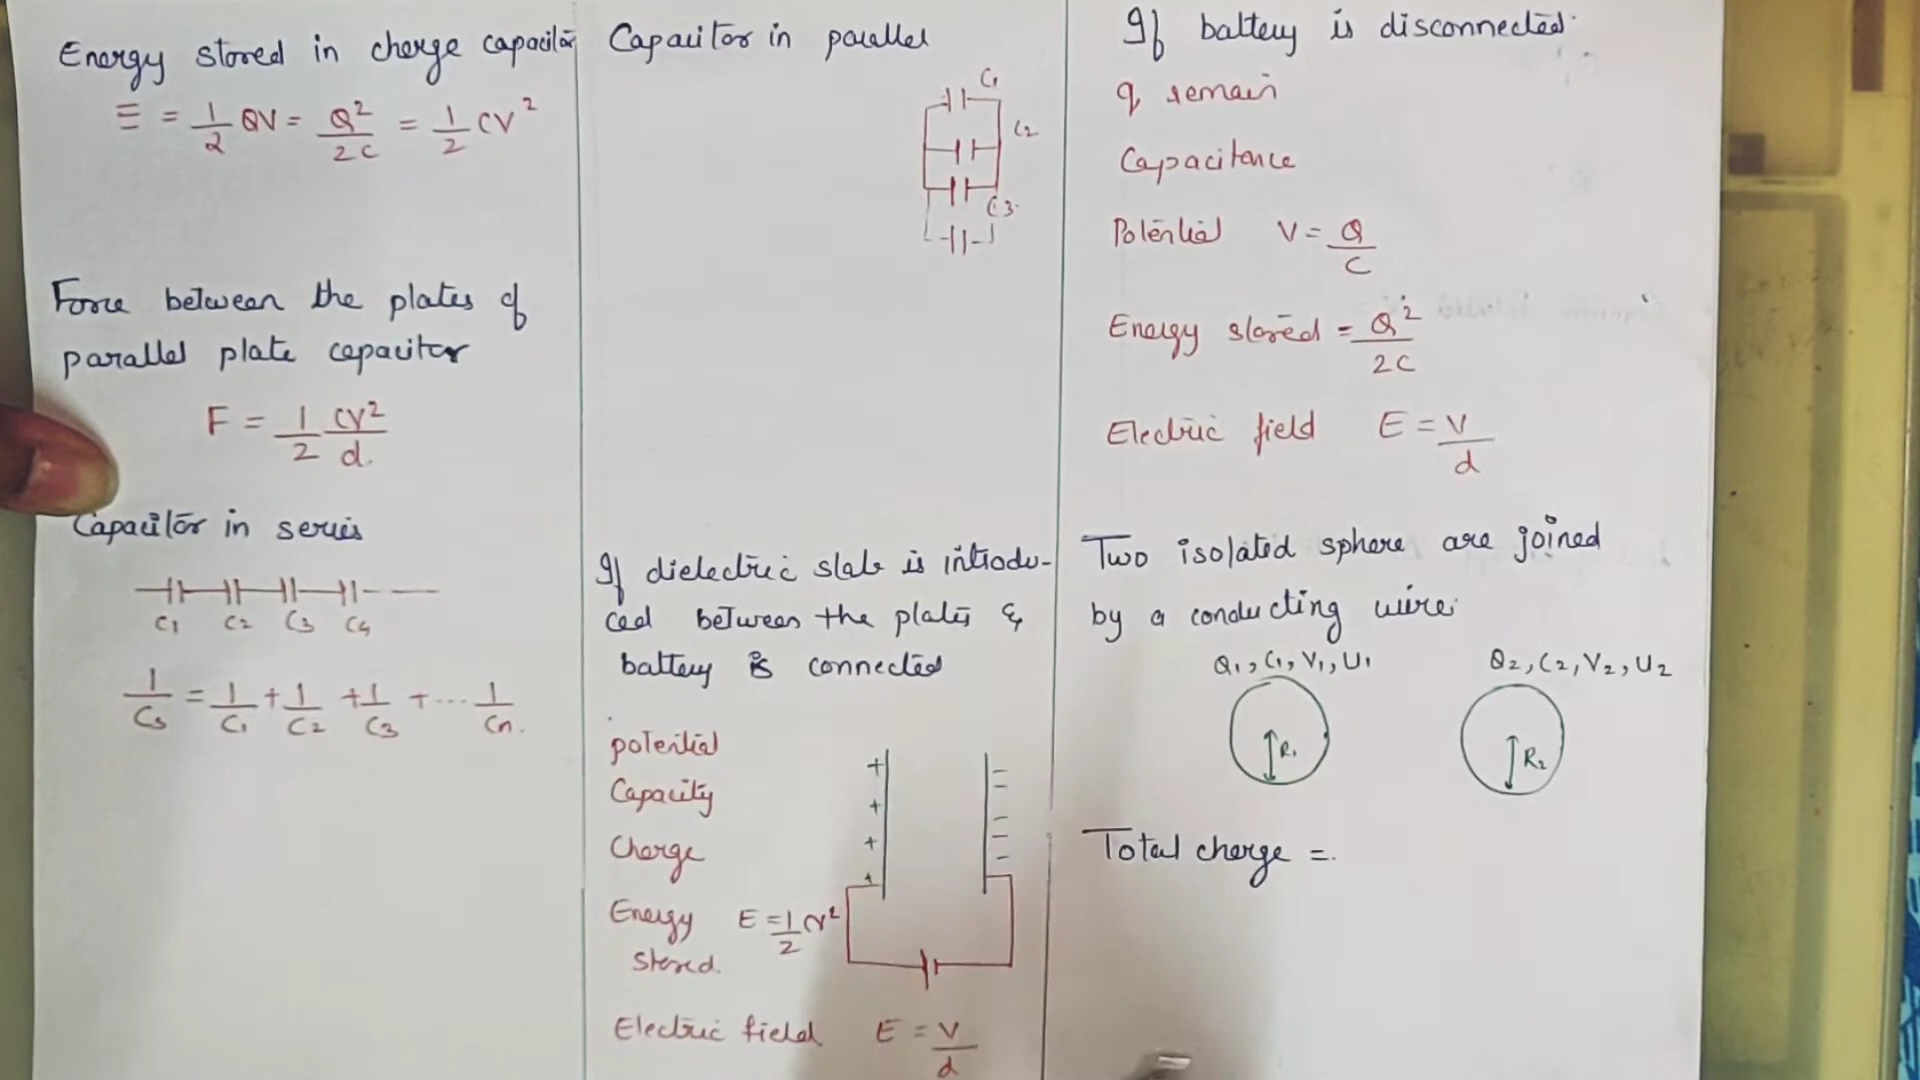 Energy stored in charge capacitor
E = 1/2 QV = Q²/2C = 1/2 CV²
Force between the plates of
parallel plate capacitor
F = 1/2 CV²/d
Capacitor in series
C1 C2 C3 C4
1/Cs = 1/C1 + 1/C2 + 1/C3 + ... 1/Cn.
Capacitor in parallel
C1
C2
C3
If dielectric slab is introdu-
ced between the plates &
battery is connected
potential
Capacity
Charge
Energy E = 1/2 CV²
stored.
Electric field E = V/d
+ + + +
- - - - -
If battery is disconnected
q remain
Capacitance
Potential V = Q/C
Energy stored = Q²/2C
Electric field E = V/d
Two isolated sphere are joined
by a conducting wire
Q1, C1, V1, U1 Q2, C2, V2, U2
R1 R2
Total charge =.